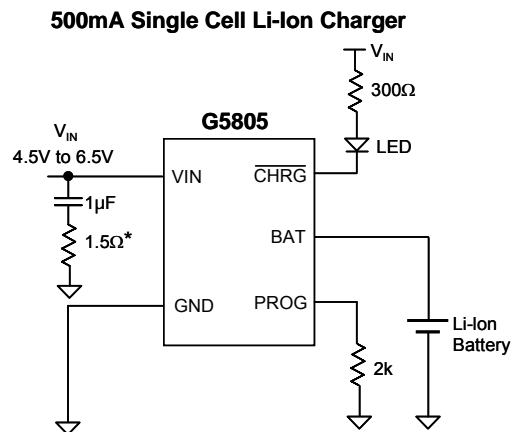 500mA Single Cell Li-Ion Charger
VIN
300Ω
G5805
VIN
4.5V to 6.5V
LED
VIN
CHRG
1µF
BAT
1.5Ω*
GND
PROG
Li-Ion
Battery
2k